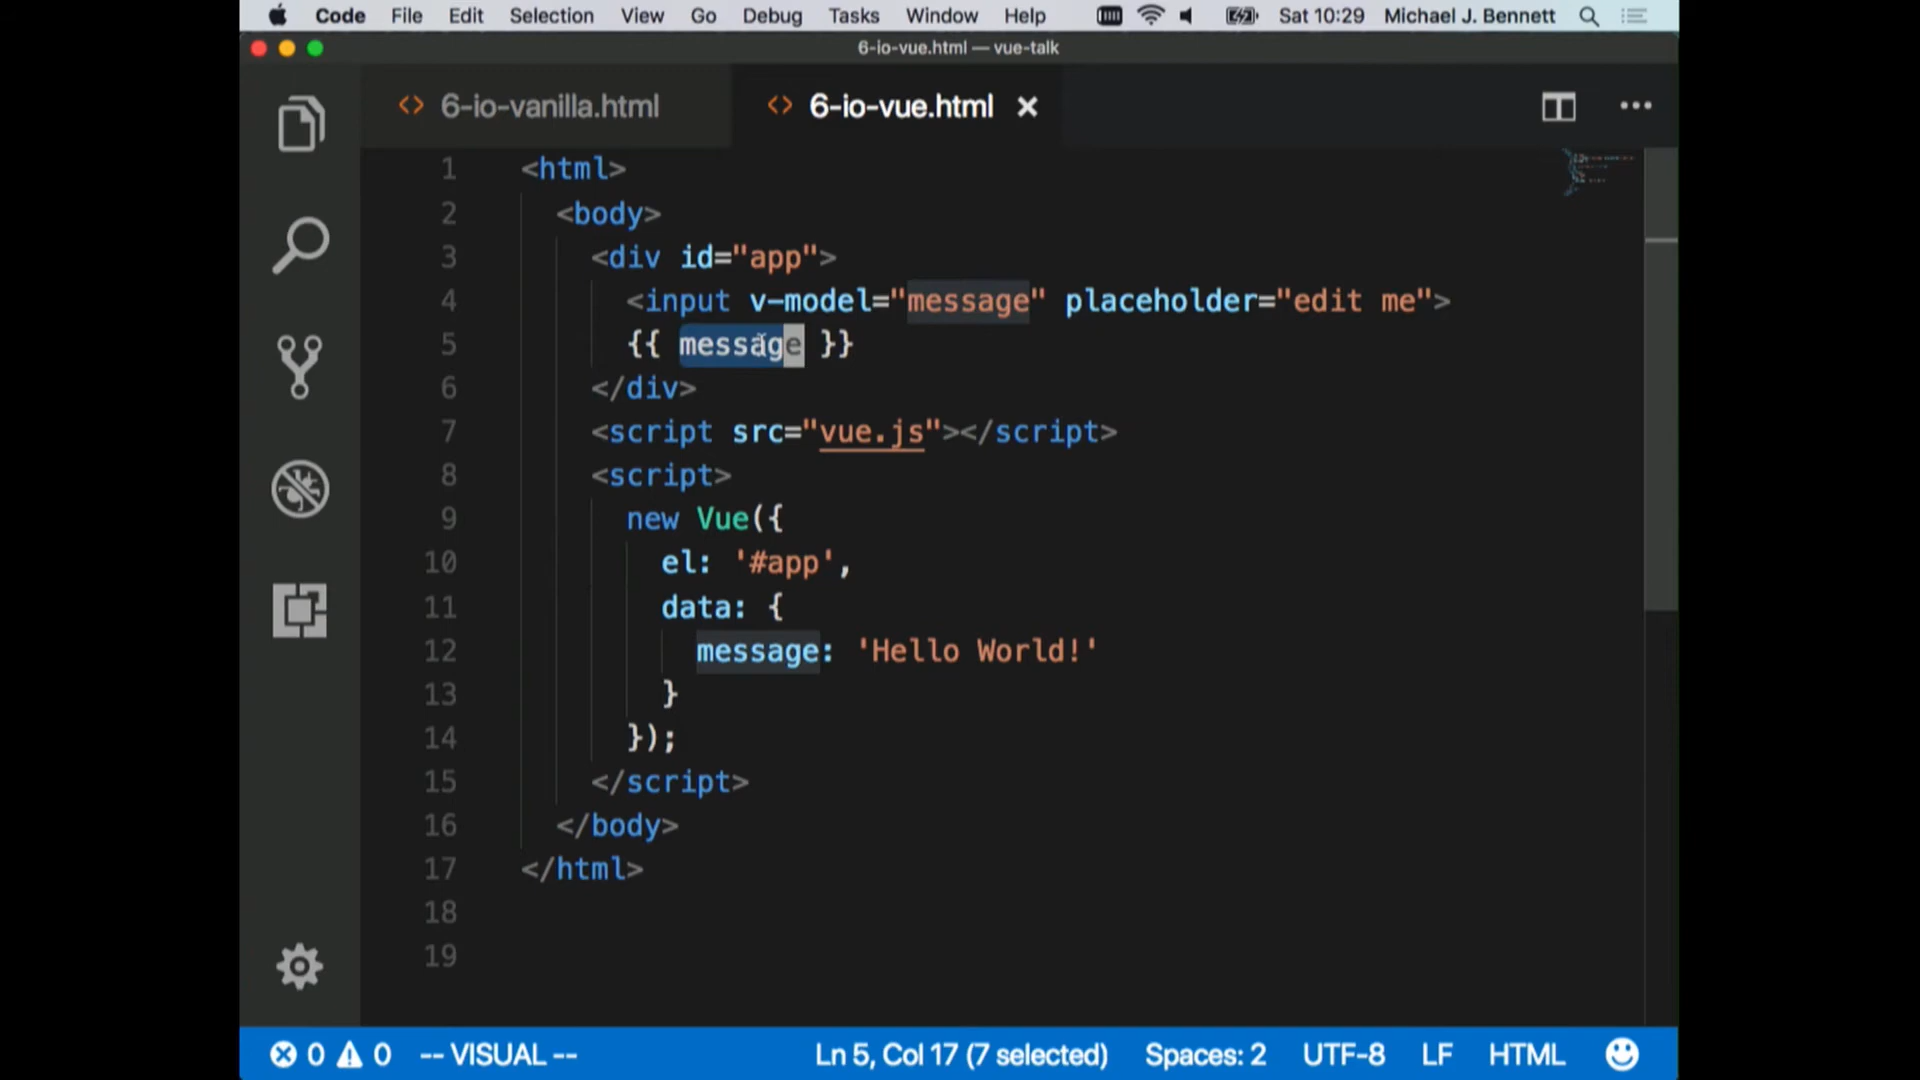 Code File Edit Selection View Go Debug Tasks Window Help Sat 10:29 Michael J. Bennett
6-io-vue.html — vue-talk
<> 6-io-vanilla.html <> 6-io-vue.html ×
1 <html>
2 <body>
3 <div id="app">
4 <input v-model="message" placeholder="edit me">
5 {{ message }}
6 </div>
7 <script src="vue.js"></script>
8 <script>
9 new Vue({
10 el: '#app',
11 data: {
12 message: 'Hello World!'
13 }
14 });
15 </script>
16 </body>
17 </html>
18
19
0 0 -- VISUAL -- Ln 5, Col 17 (7 selected) Spaces: 2 UTF-8 LF HTML